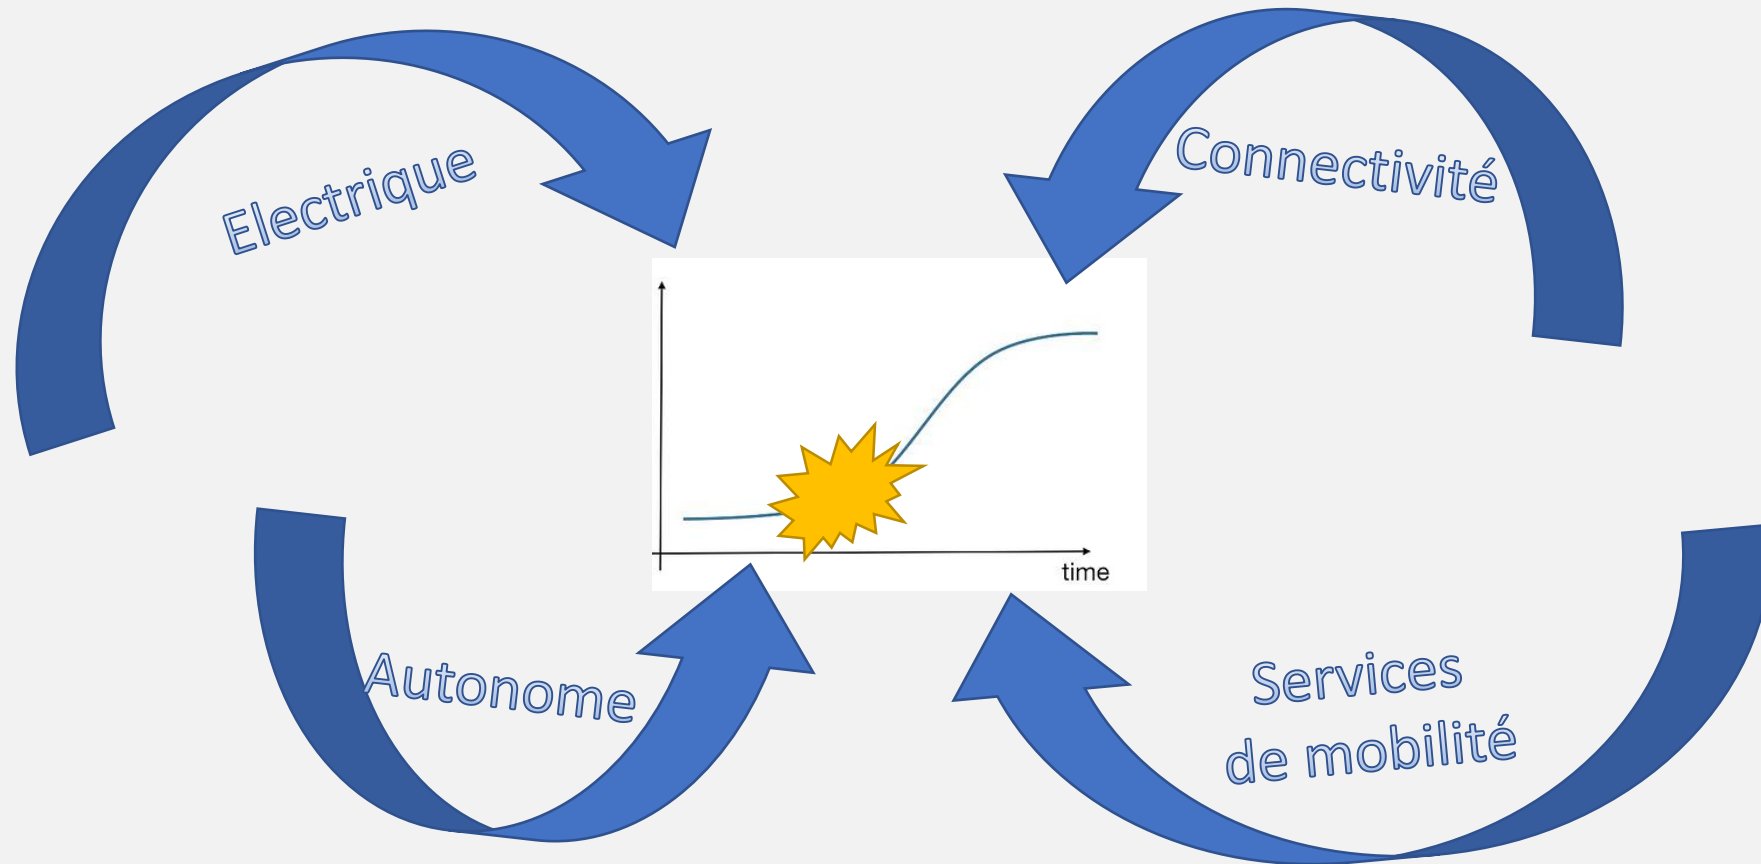 Electrique
Connectivité
time
Autonome
Services
de mobilité